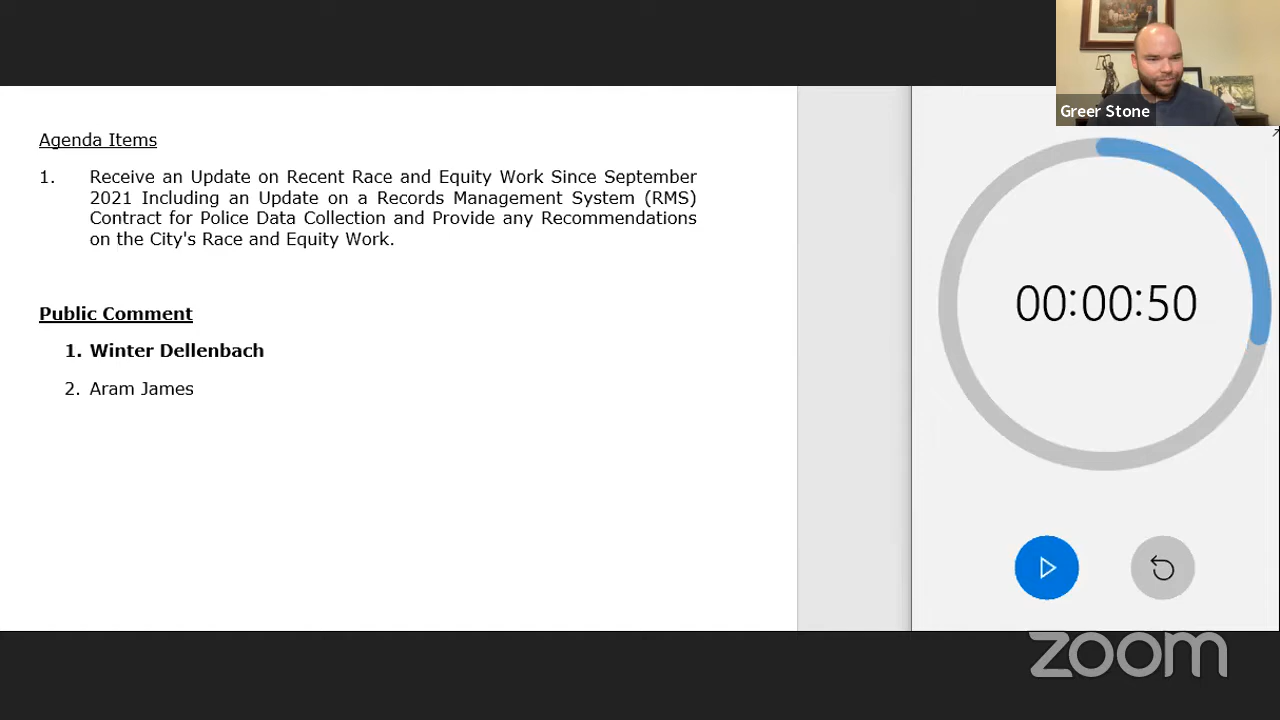 Greer Stone
Agenda Items
1. Receive an Update on Recent Race and Equity Work Since September
2021 Including an Update on a Records Management System (RMS)
Contract for Police Data Collection and Provide any Recommendations
on the City's Race and Equity Work.
Public Comment
1. Winter Dellenbach
2. Aram James
00:00:50
zoom